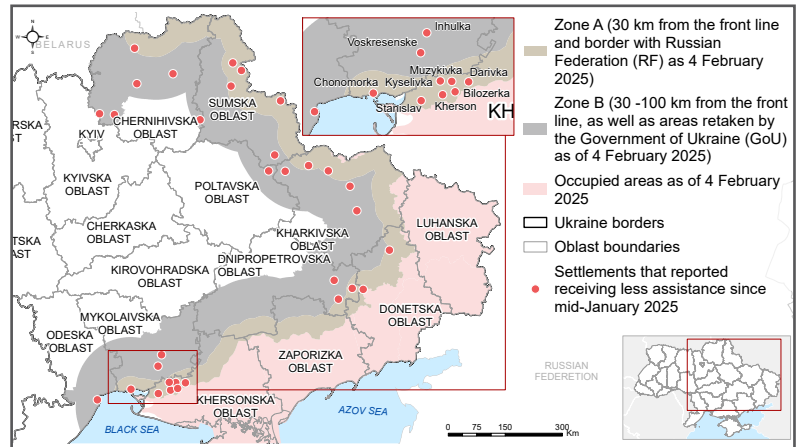 N
BELARUS
KYIV
CHERNIHIVSKA
OBLAST
SUMSKA
OBLAST
RSKA
AST
KYIVSKA
OBLAST
POLTAVSKA
OBLAST
CHERKASKA
OBLAST
TSKA
AST
KHARKIVSKA
OBLAST
LUHANSKA
OBLAST
DNIPROPETROVSKA
OBLAST
KIROVOHRADSKA
OBLAST
MYKOLAIVSKA
OBLAST
ODESKA
OBLAST
DONETSKA
OBLAST
ZAPORIZKA
OBLAST
KHERSONSKA
OBLAST
BLACK SEA
AZOV SEA
0 75 150 300
Km
Inhulka
Voskresenske
Muzykivka
Darivka
Chonomorka
Kyselivka
Bilozerka
Stanislav
Kherson
KH
Zone A (30 km from the front line
and border with Russian
Federation (RF) as 4 February
2025)
Zone B (30 -100 km from the front
line, as well as areas retaken by
the Government of Ukraine (GoU)
as of 4 February 2025)
Occupied areas as of 4 February
2025
Ukraine borders
Oblast boundaries
Settlements that reported
receiving less assistance since
mid-January 2025
RUSSIAN
FEDERETION